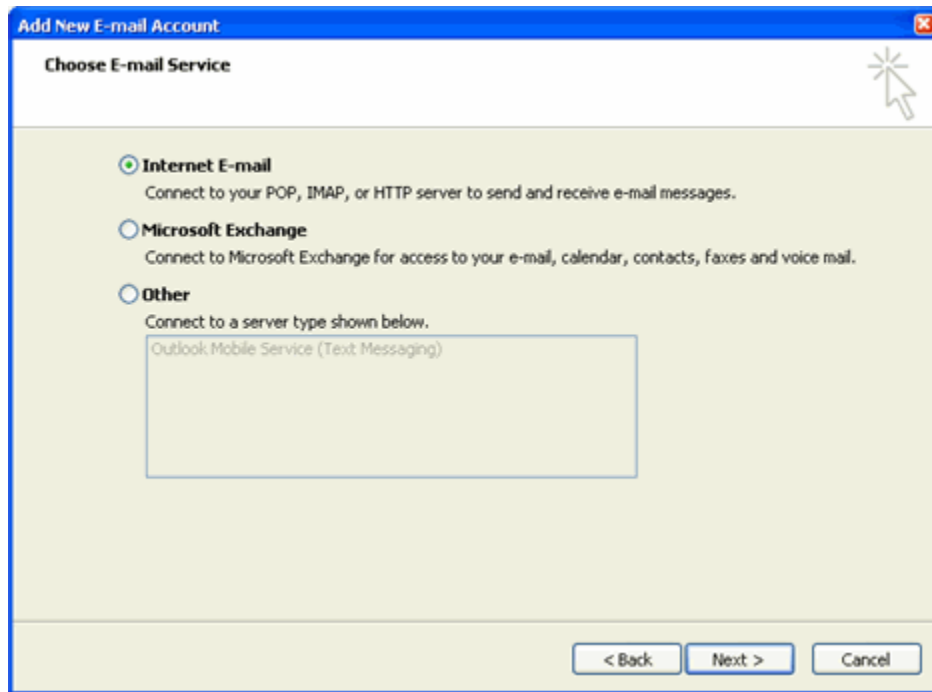 Add New E-mail Account
Choose E-mail Service
Internet E-mail
Connect to your POP, IMAP, or HTTP server to send and receive e-mail messages.
Microsoft Exchange
Connect to Microsoft Exchange for access to your e-mail, calendar, contacts, faxes and voice mail.
Other
Connect to a server type shown below.
Outlook Mobile Service (Text Messaging)
< Back Next > Cancel